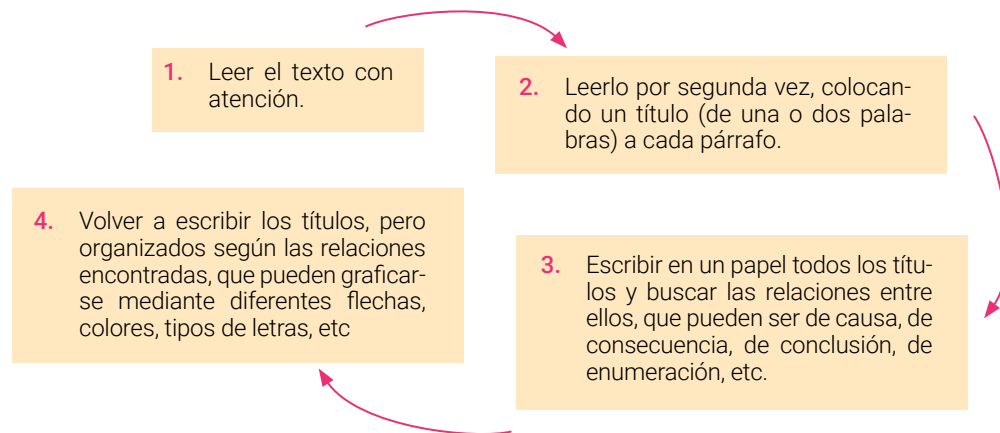 1. Leer el texto con
atención.
2. Leerlo por segunda vez, colocan-
do un título (de una o dos pala-
bras) a cada párrafo.
3. Escribir en un papel todos los títu-
los y buscar las relaciones entre
ellos, que pueden ser de causa, de
consecuencia, de conclusión, de
enumeración, etc.
4. Volver a escribir los títulos, pero
organizados según las relaciones
encontradas, que pueden graficar-
se mediante diferentes flechas,
colores, tipos de letras, etc